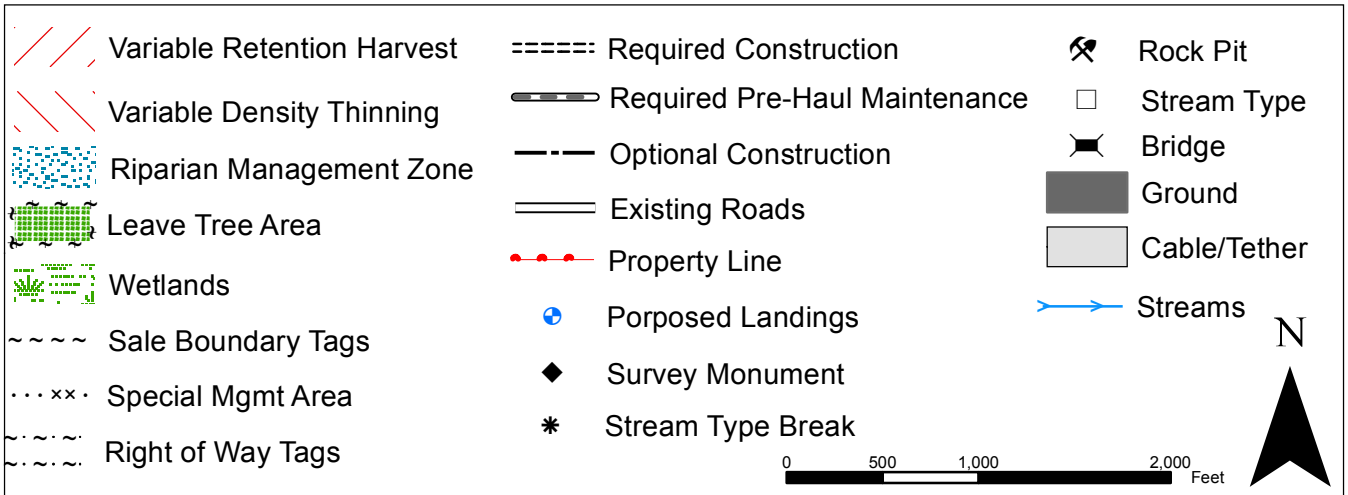 Variable Retention Harvest
Variable Density Thinning
Riparian Management Zone
Leave Tree Area
Wetlands
Sale Boundary Tags
Special Mgmt Area
Right of Way Tags
Required Construction
Required Pre-Haul Maintenance
Optional Construction
Existing Roads
Property Line
Porposed Landings
Survey Monument
Stream Type Break
Rock Pit
Stream Type
Bridge
Ground
Cable/Tether
Streams
N
0 500 1,000 2,000
Feet